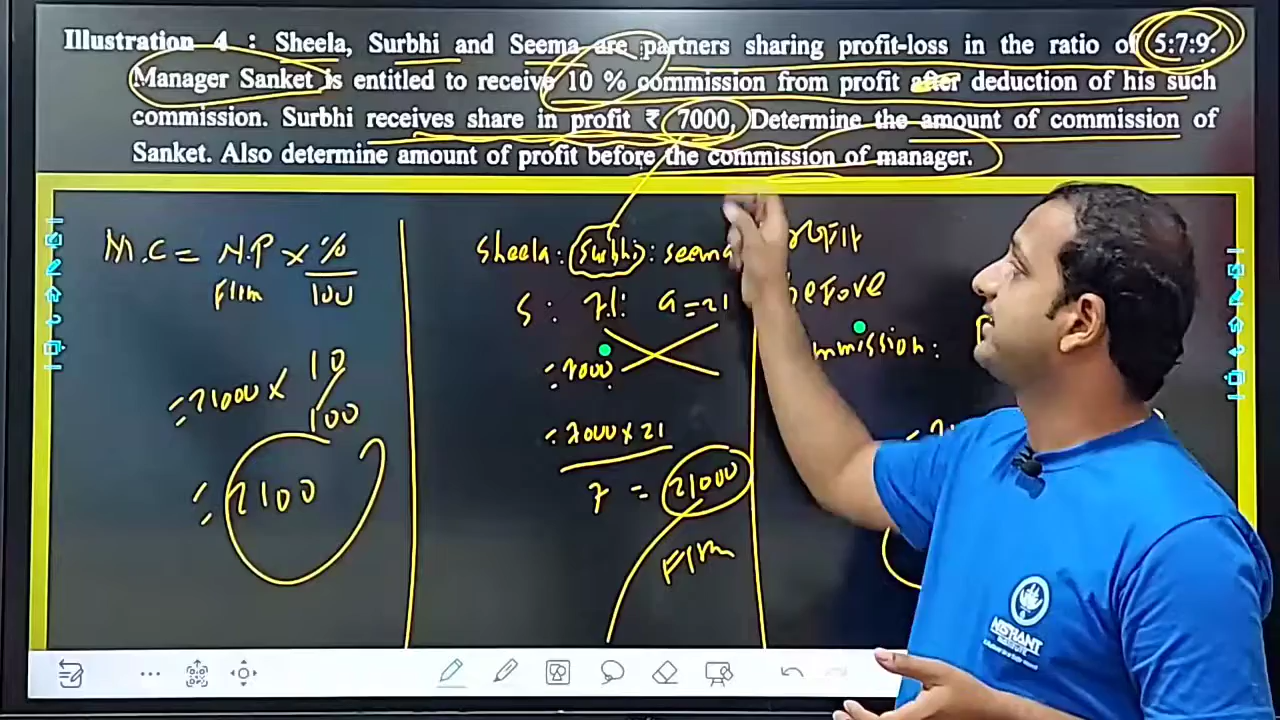 Illustration 4 : Sheela, Surbhi and Seema are partners sharing profit-loss in the ratio of 5:7:9.
Manager Sanket is entitled to receive 10 % commission from profit after deduction of his such
commission. Surbhi receives share in profit ₹ 7000. Determine the amount of commission of
Sanket. Also determine amount of profit before the commission of manager.
M.C = N.P × %/100
Firm
= 21000 × 10/100
= 2100
Sheela: Surbhi: Seema
5: 7: 9 = 21
: 7000
: 7000 × 21
7 = 21000
Firm
Before
NISHANT
INSTITUTE